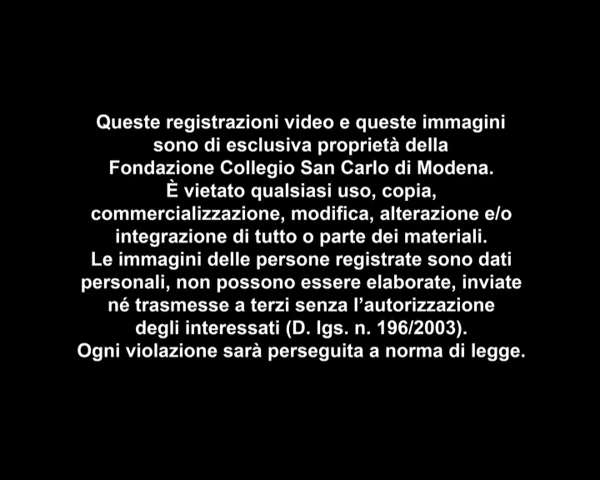 Queste registrazioni video e queste immagini
sono di esclusiva proprietà della
Fondazione Collegio San Carlo di Modena.
È vietato qualsiasi uso, copia,
commercializzazione, modifica, alterazione e/o
integrazione di tutto o parte dei materiali.
Le immagini delle persone registrate sono dati
personali, non possono essere elaborate, inviate
né trasmesse a terzi senza l’autorizzazione
degli interessati (D. lgs. n. 196/2003).
Ogni violazione sarà perseguita a norma di legge.